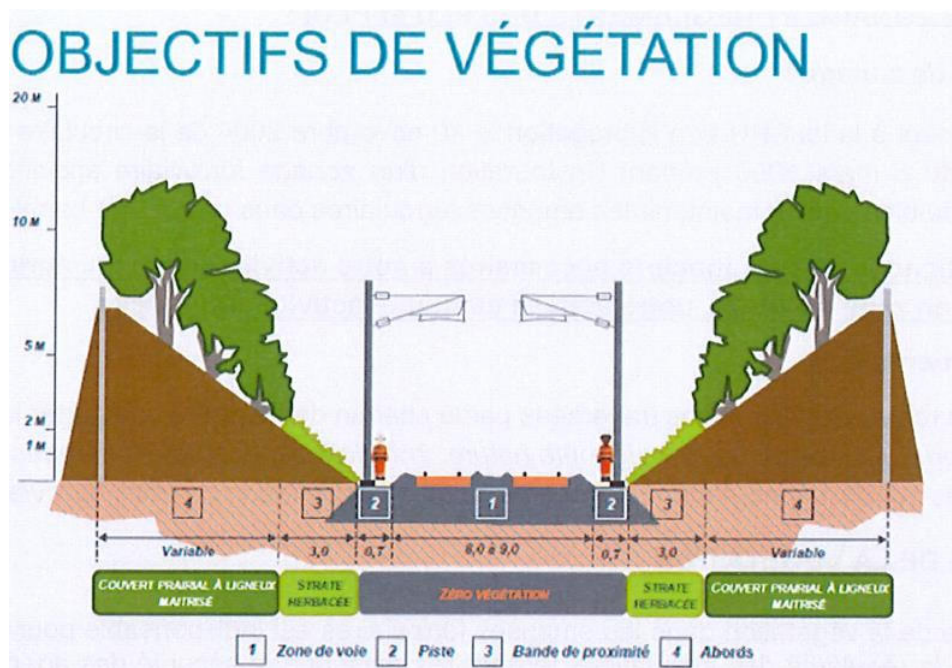 OBJECTIFS DE VÉGÉTATION
20 M
10 M
5 M
2 M
1 M
4 3 2 1 2 3 4
Variable 3,0 0,7 8,0 à 9,0 0,7 3,0 Variable
COUVERT PRAIRIAL À LIGNEUX MAITRISÉ
STRATE HERBACÉE
ZÉRO VÉGÉTATION
STRATE HERBACÉE
COUVERT PRAIRIAL À LIGNEUX MAITRISÉ
1 Zone de voie 2 Piste 3 Bande de proximité 4 Abords